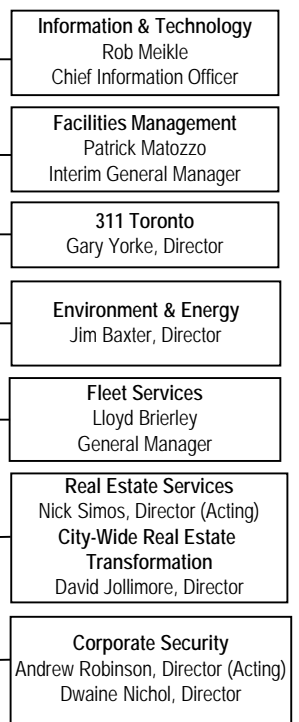 Information & Technology
Rob Meikle
Chief Information Officer
Facilities Management
Patrick Matozzo
Interim General Manager
311 Toronto
Gary Yorke, Director
Environment & Energy
Jim Baxter, Director
Fleet Services
Lloyd Brierley
General Manager
Real Estate Services
Nick Simos, Director (Acting)
City-Wide Real Estate
Transformation
David Jollimore, Director
Corporate Security
Andrew Robinson, Director (Acting)
Dwaine Nichol, Director